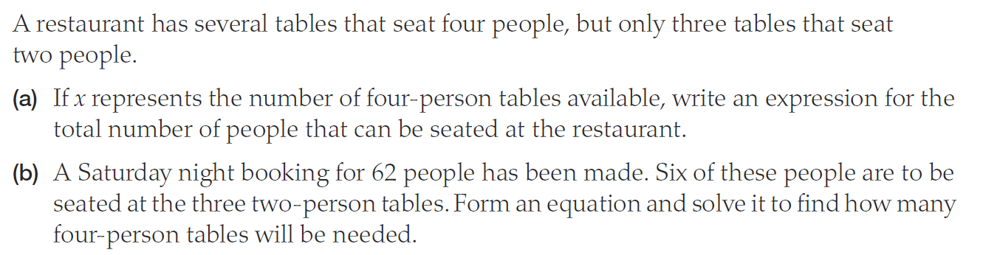 A restaurant has several tables that seat four people, but only three tables that seat
two people.
(a) If x represents the number of four-person tables available, write an expression for the
total number of people that can be seated at the restaurant.
(b) A Saturday night booking for 62 people has been made. Six of these people are to be
seated at the three two-person tables. Form an equation and solve it to find how many
four-person tables will be needed.